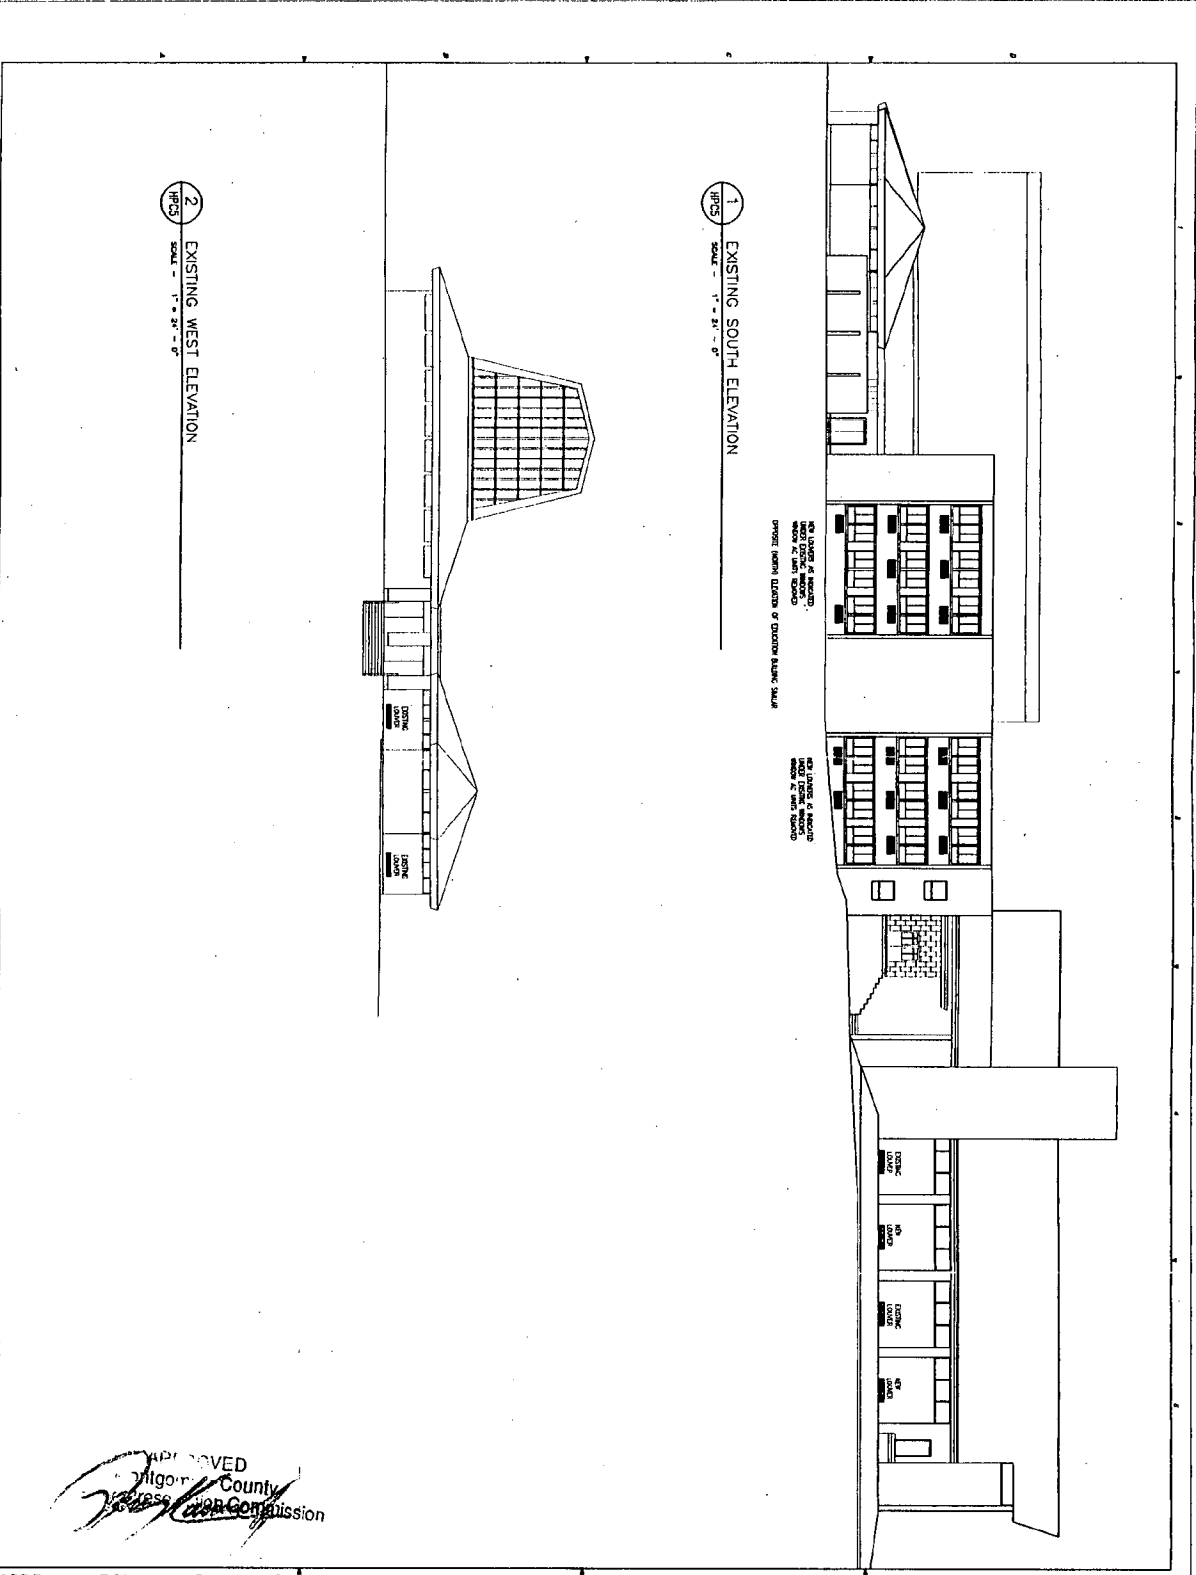 1
HPC5
EXISTING SOUTH ELEVATION
SCALE - 1" = 24' - 0"
NEW LOUVERS AS INDICATED
UNDER EXISTING WINDOWS
WINDOW AC UNITS REMOVED
OPPOSITE (NORTH) ELEVATION OF EDUCATION BUILDING SIMILAR
NEW LOUVERS AS INDICATED
UNDER EXISTING WINDOWS
WINDOW AC UNITS REMOVED
EXISTING
LOUVER
NEW
LOUVER
EXISTING
LOUVER
NEW
LOUVER
2
HPC5
EXISTING WEST ELEVATION
SCALE - 1" = 24' - 0"
EXISTING
LOUVER
EXISTING
LOUVER
APPROVED
Montgomery County
Commission